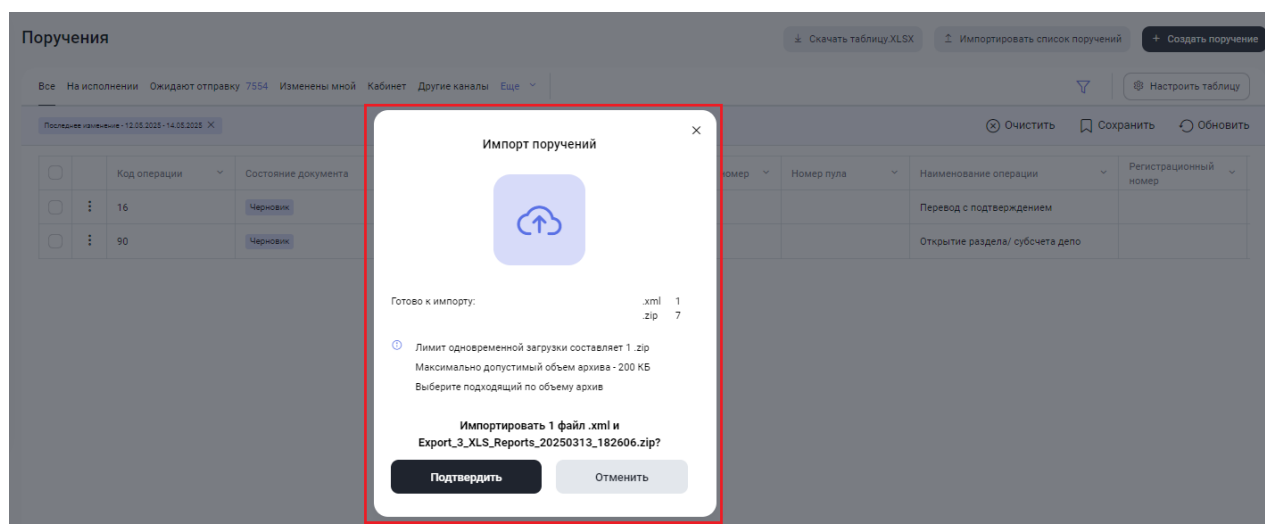 Поручения
Скачать таблицу.XLSX
Импортировать список поручений
+ Создать поручение
Все На исполнении Ожидают отправку 7554 Изменены мной Кабинет Другие каналы Еще
Настроить таблицу
Последнее изменение - 12.05.2025 - 14.05.2025 ×
Очистить Сохранить Обновить
Код операции Состояние документа омер Номер пула Наименование операции Регистрационный
номер
16 Черновик Перевод с подтверждением
90 Черновик Открытие раздела/ субсчета депо
Импорт поручений
Готово к импорту: .xml 1
.zip 7
Лимит одновременной загрузки составляет 1 .zip
Максимально допустимый объем архива - 200 КБ
Выберите подходящий по объему архив
Импортировать 1 файл .xml и
Export_3_XLS_Reports_20250313_182606.zip?
Подтвердить Отменить